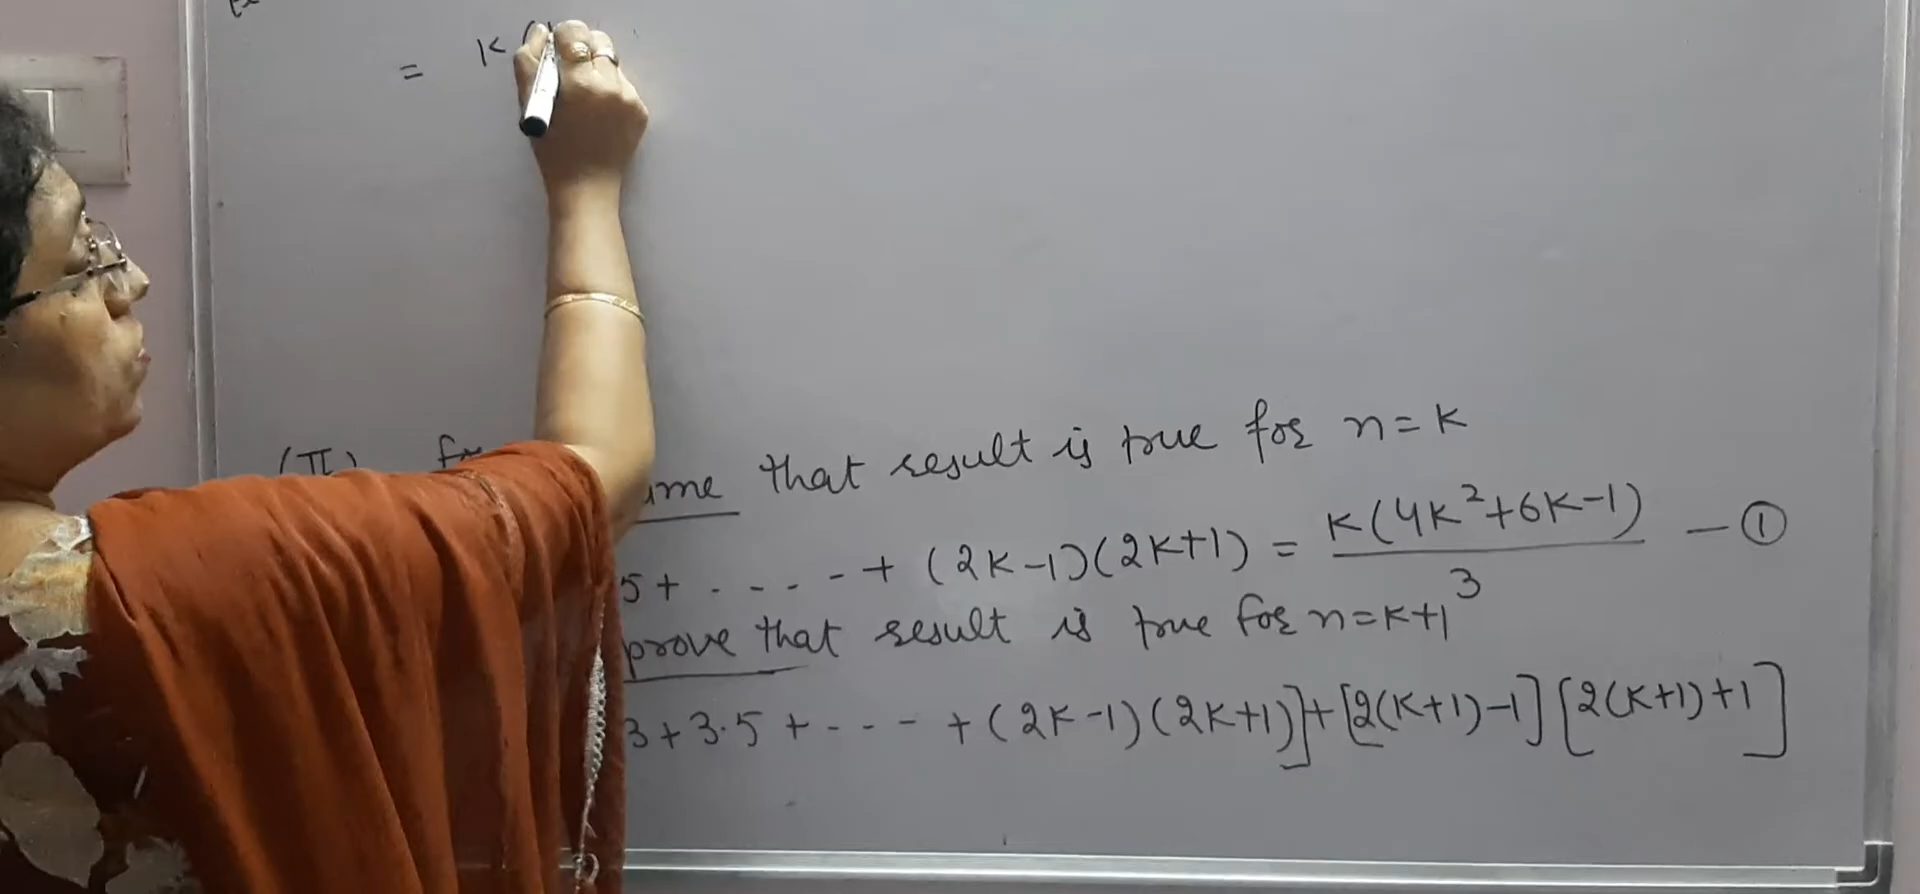 = K (
(II) for
ume that result is true for n=K
5+ . - - . - + (2K-1)(2K+1) = K(4K²+6K-1)/3 - ①
prove that result is true for n=K+1
3+3.5 + - - - + (2K-1)(2K+1)]+[2(K+1)-1][2(K+1)+1]